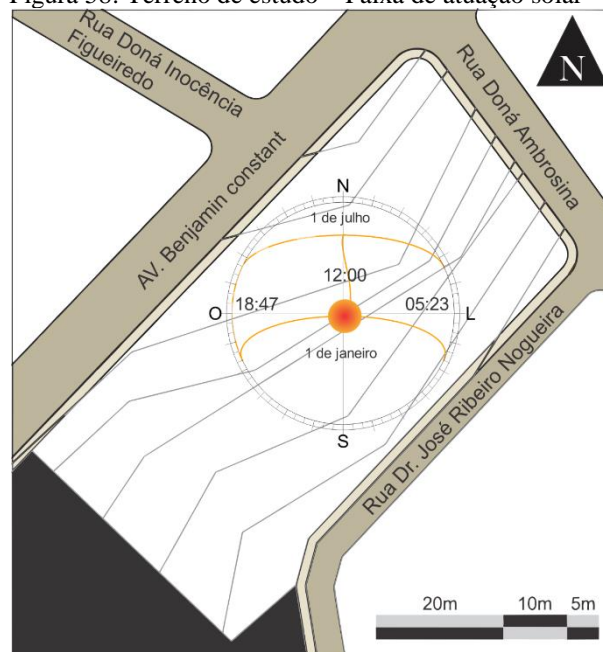 Figura 38: Terreno de estudo – Faixa de atuação solar
Rua Doná Inocência
Figueiredo
Rua Doná Ambrosina
N
AV. Benjamin constant
N
1 de julho
12:00
O
18:47
05:23
L
1 de janeiro
S
Rua Dr. José Ribeiro Nogueira
20m
10m
5m